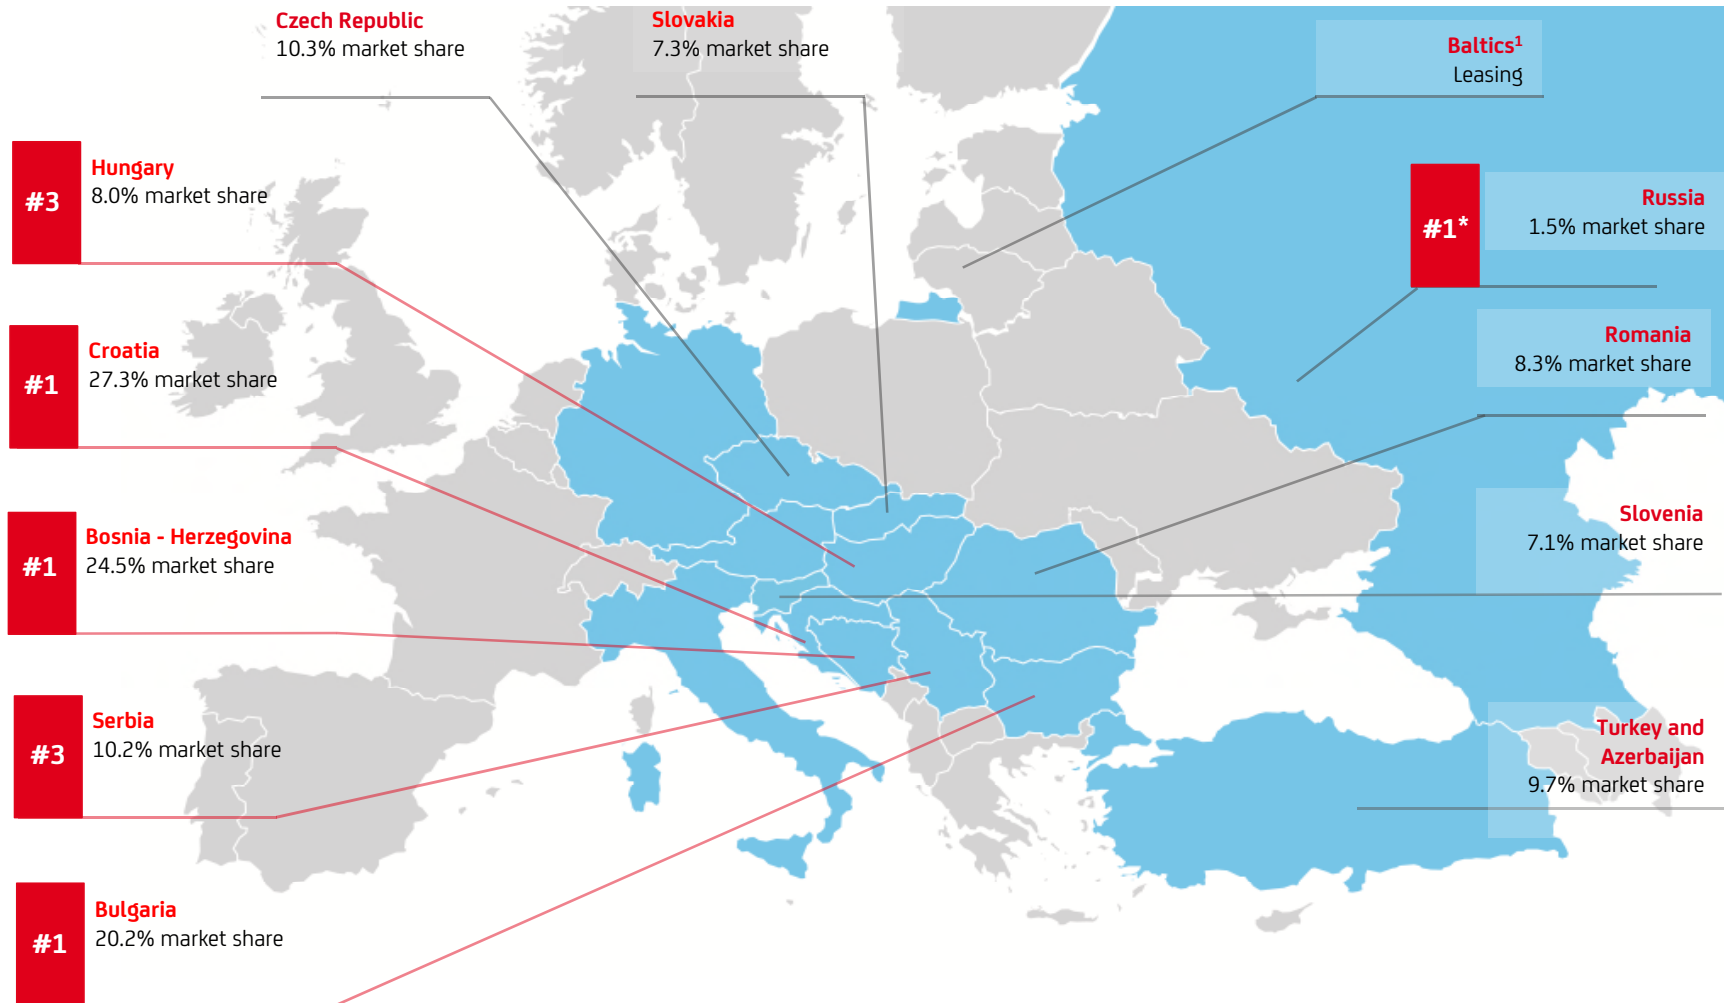 Czech Republic
10.3% market share
Slovakia
7.3% market share
Baltics¹
Leasing
#3
Hungary
8.0% market share
#1*
Russia
1.5% market share
#1
Croatia
27.3% market share
Romania
8.3% market share
#1
Bosnia - Herzegovina
24.5% market share
Slovenia
7.1% market share
#3
Serbia
10.2% market share
Turkey and
Azerbaijan
9.7% market share
#1
Bulgaria
20.2% market share